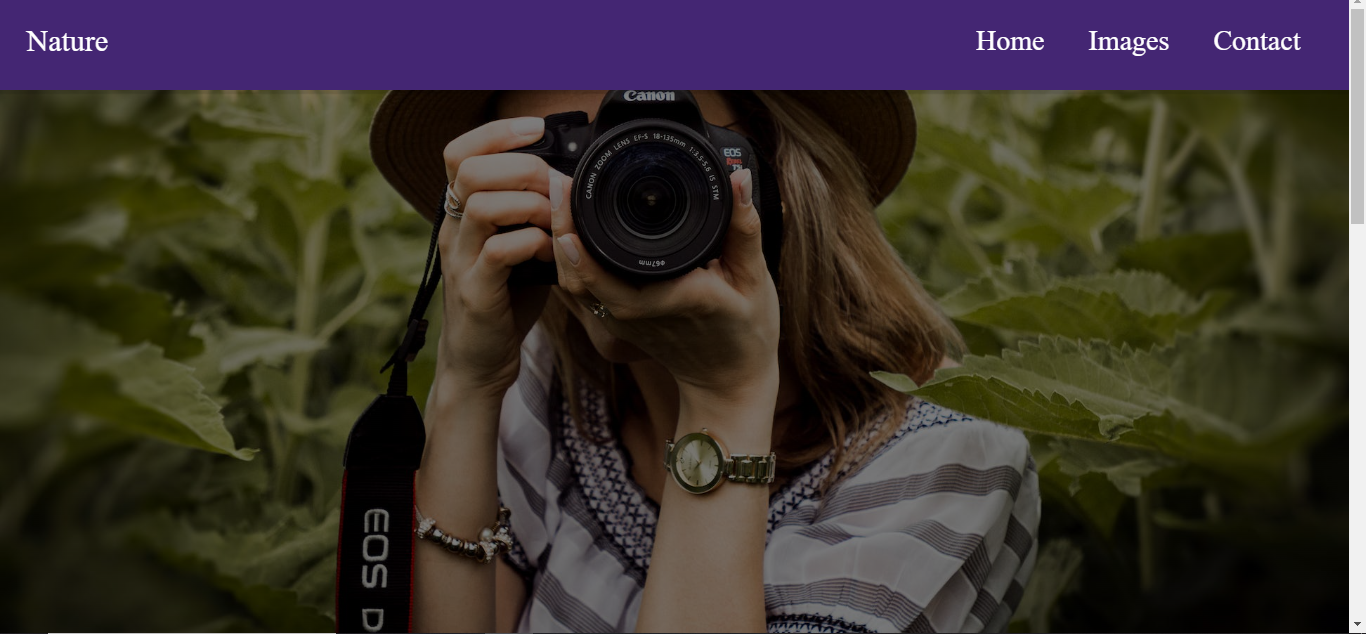 Nature
Home Images Contact
Canon
CANON ZOOM LENS EF-S 18-135mm 1:3.5-5.6 IS STM
EOS
Φ67mm
EOS D